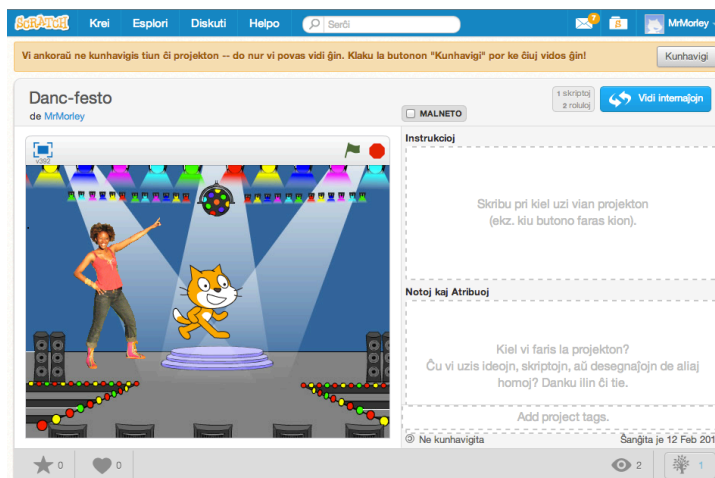 SCRATCH Krei Esplori Diskuti Helpo Serĉi 7 MrMorley
Vi ankoraŭ ne kunhavigis tiun ĉi projekton -- do nur vi povas vidi ĝin. Klaku la butonon "Kunhavigi" por ke ĉiuj vidos ĝin! Kunhavigi
Danc-festo
de MrMorley
MALNETO
1 skriptoj
2 roluloj
Vidi internaĵojn
v392
Instrukcioj
Skribu pri kiel uzi vian projekton
(ekz. kiu butono faras kion).
Notoj kaj Atribuoj
Kiel vi faris la projekton?
Ĉu vi uzis ideojn, skriptojn, aŭ desegnaĵojn de aliaj
homoj? Danku ilin ĉi tie.
Add project tags.
Ne kunhavigita Ŝanĝita je 12 Feb 201
0 0 2 1